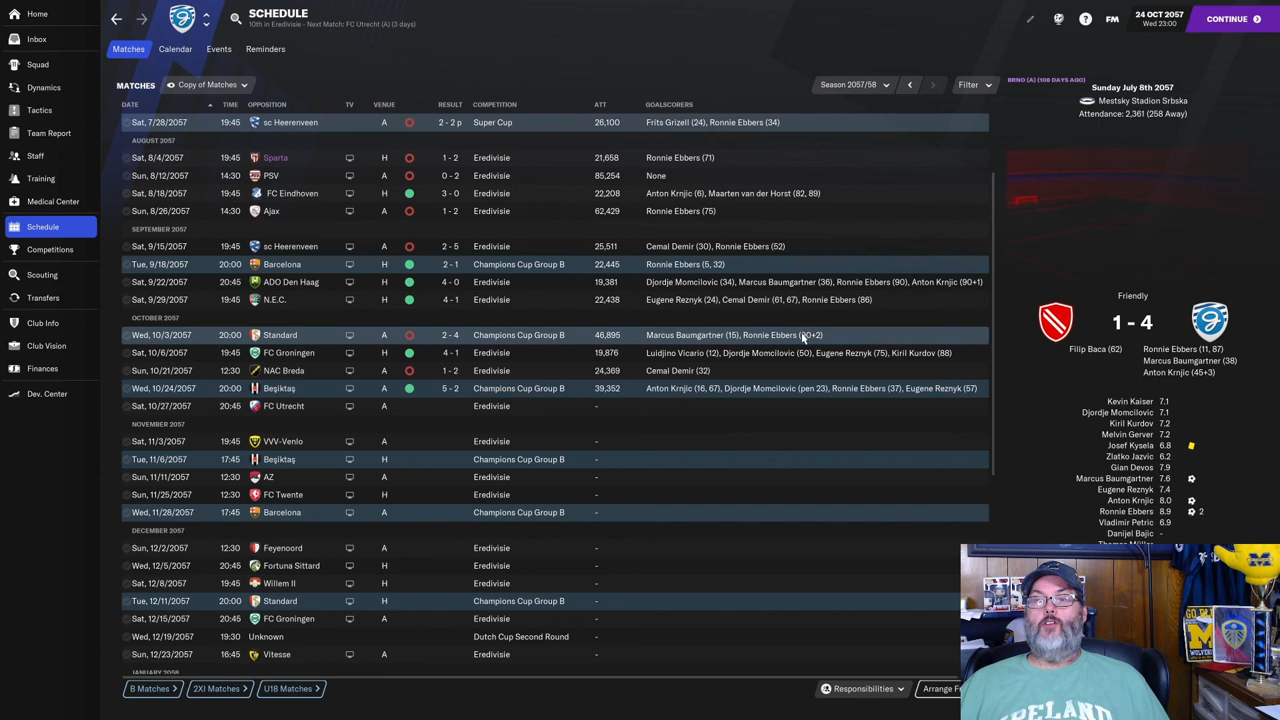 Home
SCHEDULE
10th in Eredivisie - Next Match: FC Utrecht (A) (3 days)
FM
24 OCT 2057
Wed 23:00
CONTINUE
Inbox
Squad
Dynamics
Tactics
Team Report
Staff
Training
Medical Centre
Schedule
Competitions
Scouting
Transfers
Club Info
Club Vision
Finances
Dev. Center
Matches Calendar Events Reminders
MATCHES Copy of Matches Season 2057/58 Filter
DATE TIME OPPOSITION TV VENUE RESULT COMPETITION ATT GOALSCORERS
Sat, 7/28/2057 19:45 sc Heerenveen A 2 - 2 p Super Cup 26,100 Frits Grizell (24), Ronnie Ebbers (34)
AUGUST 2057
Sat, 8/4/2057 19:45 Sparta H 1 - 2 Eredivisie 21,658 Ronnie Ebbers (71)
Sun, 8/12/2057 14:30 PSV A 0 - 2 Eredivisie 85,254 None
Sat, 8/18/2057 19:45 FC Eindhoven H 3 - 0 Eredivisie 22,208 Anton Krnjic (6), Maarten van der Horst (82, 89)
Sun, 8/26/2057 14:30 Ajax A 1 - 2 Eredivisie 62,429 Ronnie Ebbers (75)
SEPTEMBER 2057
Sat, 9/15/2057 19:45 sc Heerenveen A 2 - 5 Eredivisie 25,511 Cemal Demir (30), Ronnie Ebbers (52)
Tue, 9/18/2057 20:00 Barcelona H 2 - 1 Champions Cup Group B 22,445 Ronnie Ebbers (5, 32)
Sat, 9/22/2057 20:45 ADO Den Haag H 4 - 0 Eredivisie 19,381 Djordje Momcilovic (34), Marcus Baumgartner (36), Ronnie Ebbers (90), Anton Krnjic (90+1)
Sat, 9/29/2057 19:45 N.E.C. H 4 - 1 Eredivisie 22,438 Eugene Reznyk (24), Cemal Demir (61, 67), Ronnie Ebbers (86)
OCTOBER 2057
Wed, 10/3/2057 20:00 Standard A 2 - 4 Champions Cup Group B 46,895 Marcus Baumgartner (15), Ronnie Ebbers (90+2)
Sat, 10/6/2057 19:45 FC Groningen H 4 - 1 Eredivisie 19,876 Luidjino Vicario (12), Djordje Momcilovic (50), Eugene Reznyk (75), Kiril Kurdov (88)
Sun, 10/21/2057 12:30 NAC Breda A 1 - 2 Eredivisie 24,369 Cemal Demir (32)
Wed, 10/24/2057 20:00 Beşiktaş A 5 - 2 Champions Cup Group B 39,352 Anton Krnjic (16, 67), Djordje Momcilovic (pen 23), Ronnie Ebbers (37), Eugene Reznyk (57)
Sat, 10/27/2057 20:45 FC Utrecht A Eredivisie -
NOVEMBER 2057
Sat, 11/3/2057 19:45 VVV-Venlo A Eredivisie -
Tue, 11/6/2057 17:45 Beşiktaş H Champions Cup Group B -
Sun, 11/11/2057 12:30 AZ A Eredivisie -
Sun, 11/25/2057 12:30 FC Twente H Eredivisie -
Wed, 11/28/2057 17:45 Barcelona A Champions Cup Group B -
DECEMBER 2057
Sun, 12/2/2057 12:30 Feyenoord A Eredivisie -
Wed, 12/5/2057 20:45 Fortuna Sittard H Eredivisie -
Sat, 12/8/2057 19:45 Willem II H Eredivisie -
Tue, 12/11/2057 20:00 Standard H Champions Cup Group B -
Sat, 12/15/2057 20:45 FC Groningen A Eredivisie -
Wed, 12/19/2057 19:30 Unknown Dutch Cup Second Round -
Sun, 12/23/2057 16:45 Vitesse A Eredivisie -
JANUARY 2058
B Matches 2XI Matches U18 Matches Responsibilities Arrange
BRNO (A) (108 DAYS AGO)
Sunday July 8th 2057
Mestsky Stadion Srbska
Attendance: 2,361 (258 Away)
Friendly
1 - 4
Filip Baca (62)
Ronnie Ebbers (11, 87)
Marcus Baumgartner (38)
Anton Krnjic (45+3)
Kevin Kaiser 7.1
Djordje Momcilovic 7.1
Kiril Kurdov 7.2
Melvin Gerver 7.2
Josef Kysela 6.8
Zlatko Jazvic 6.2
Gian Devos 7.9
Marcus Baumgartner 7.6
Eugene Reznyk 7.4
Anton Krnjic 8.0
Ronnie Ebbers 8.9 2
Vladimir Petric 6.9
Danijel Bajic -
M
GO BLUE
M
IRELAND